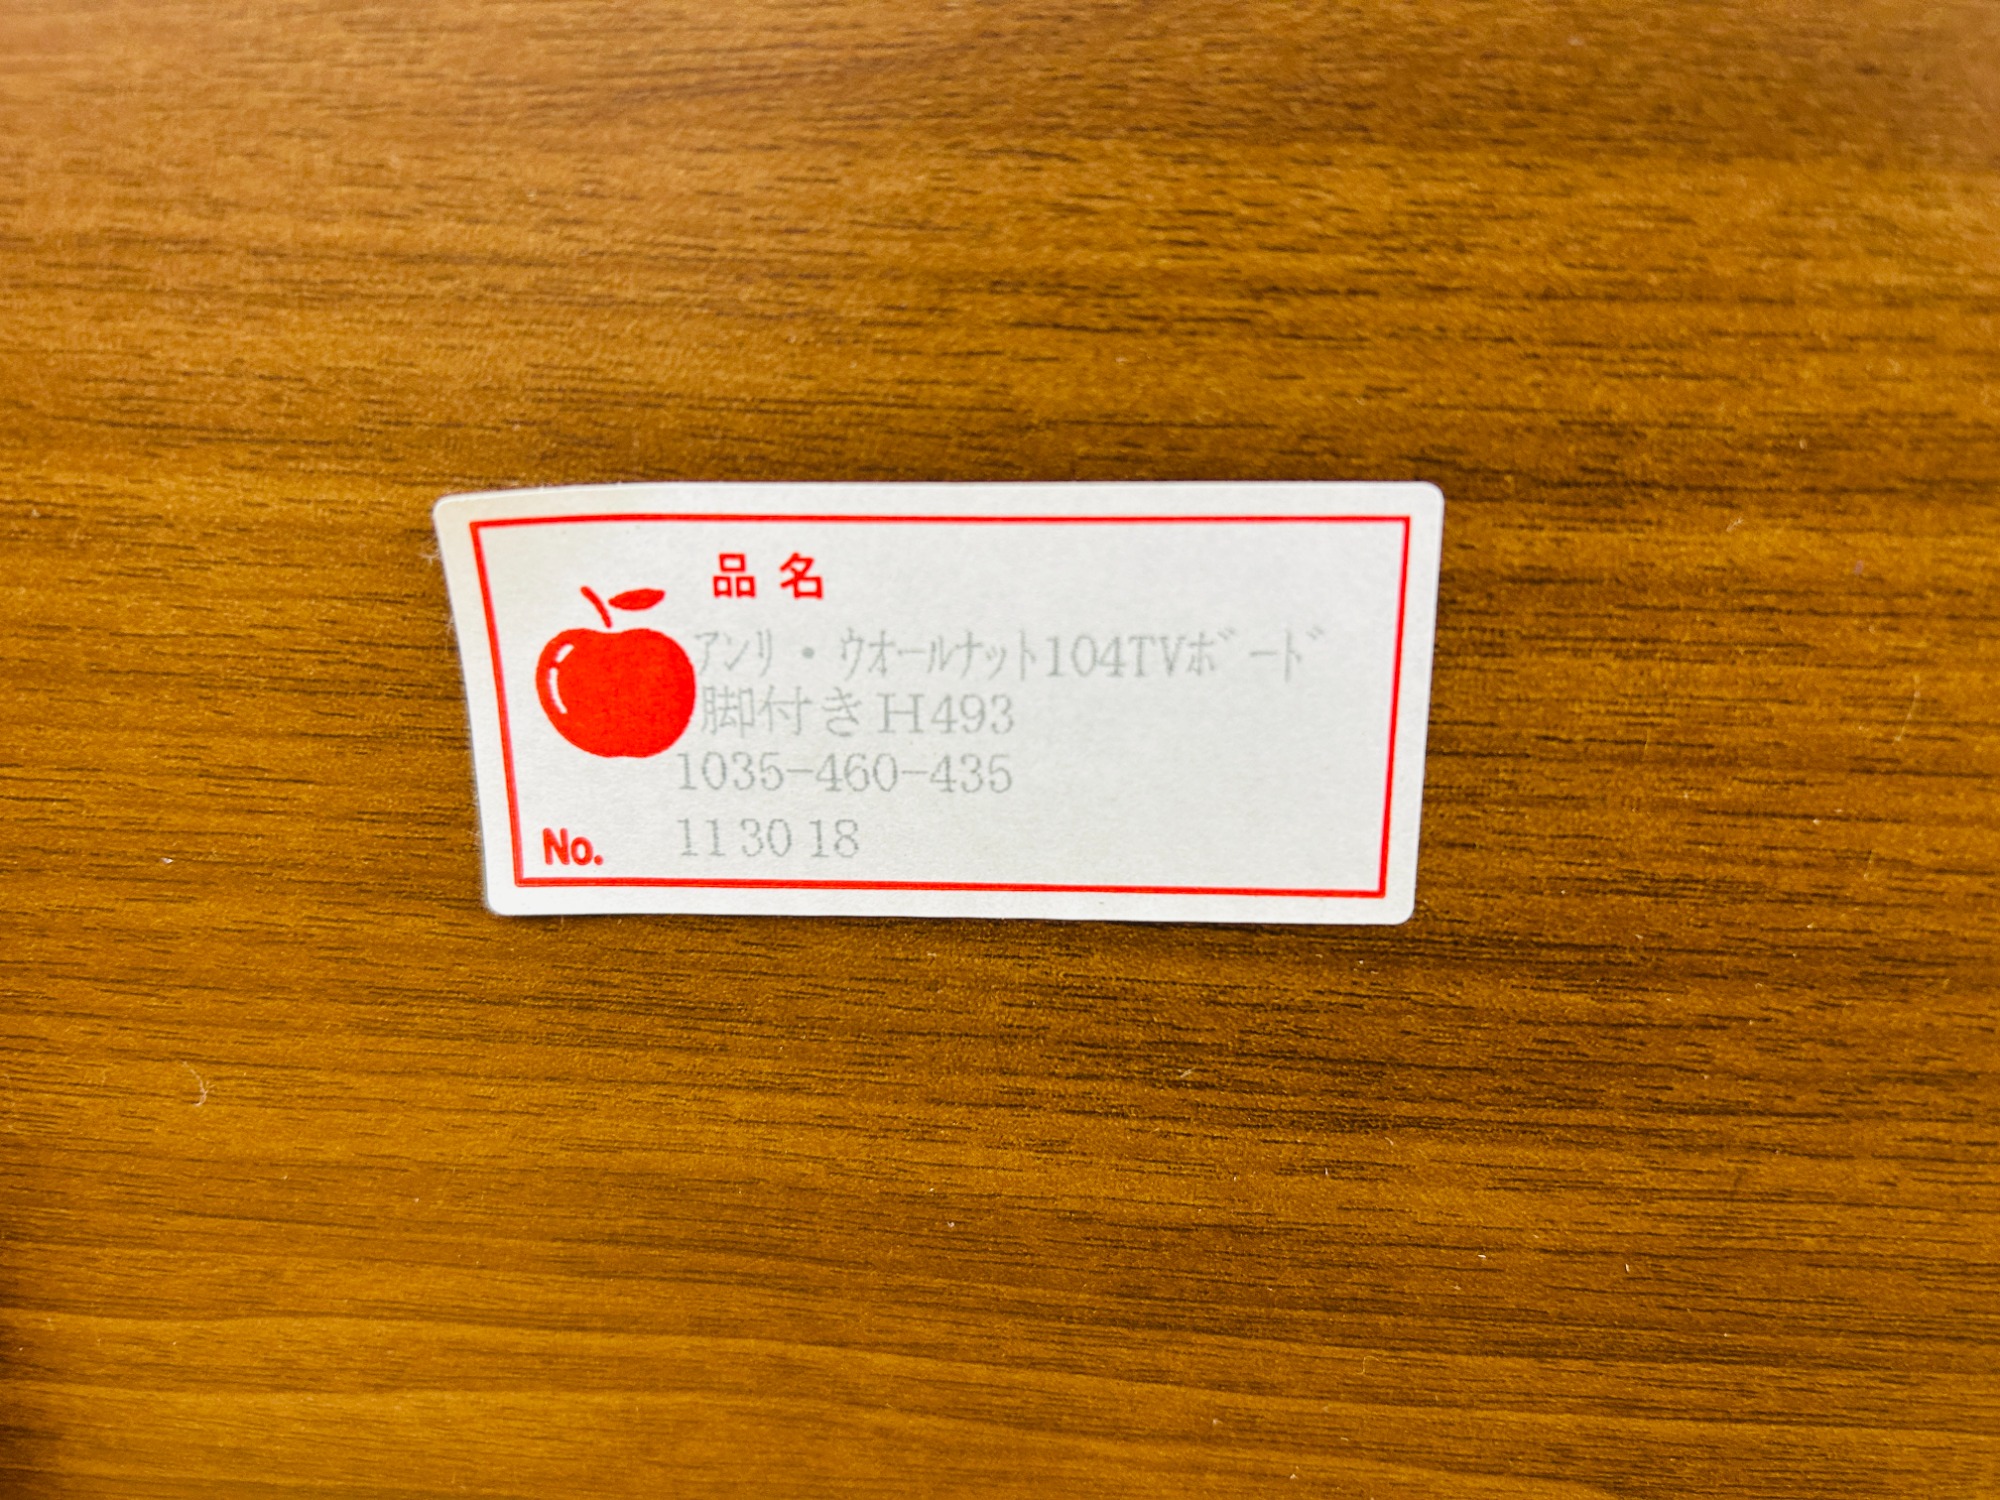 品名
アンリ・ウオールナット104TVボード
脚付きH493
1035-460-435
No. 11 30 18